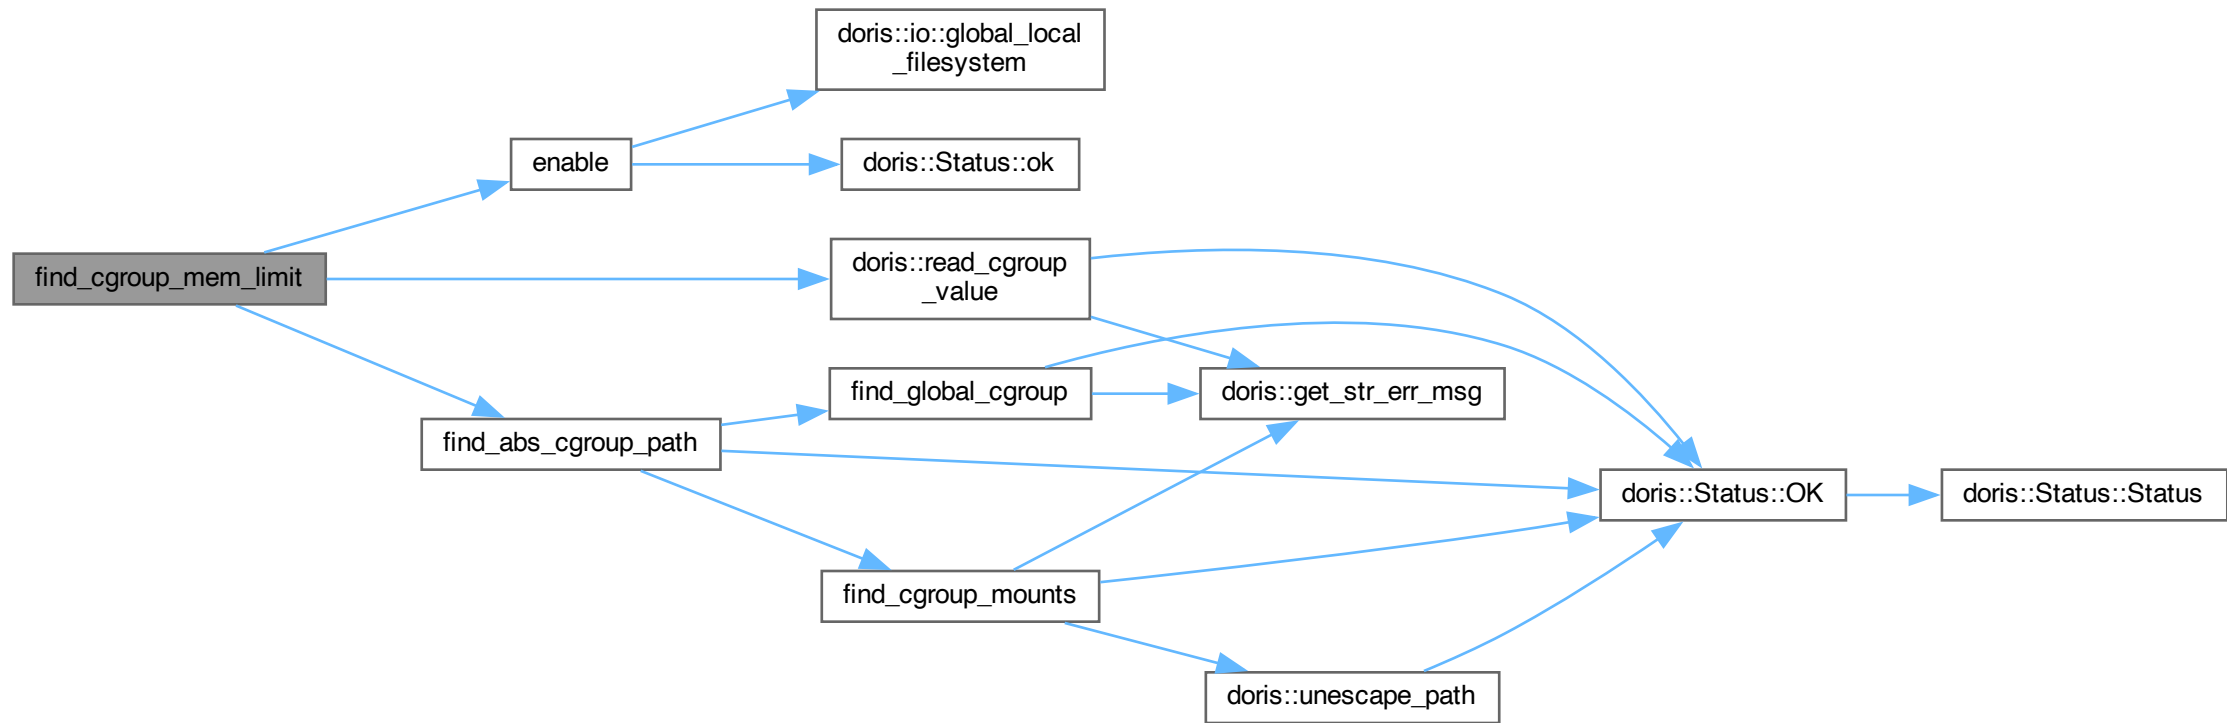 doris::io::global_local
_filesystem
enable
doris::Status::ok
doris::read_cgroup
_value
find_cgroup_mem_limit
find_global_cgroup
doris::get_str_err_msg
find_abs_cgroup_path
doris::Status::OK
doris::Status::Status
find_cgroup_mounts
doris::unescape_path